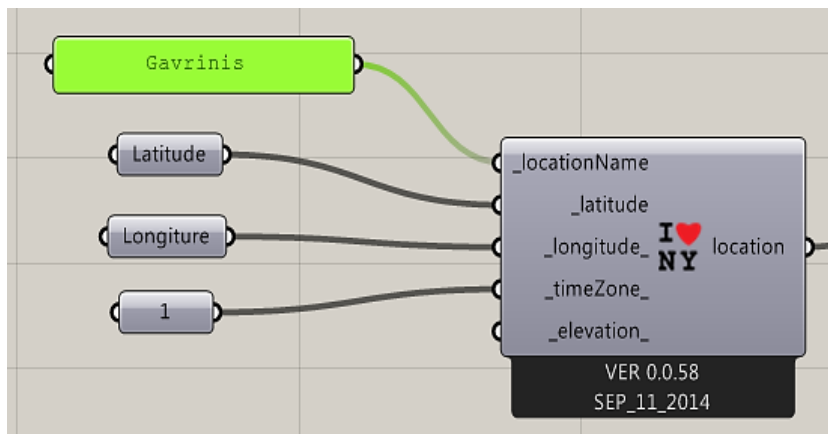 Gavrinis
Latitude
Longiture
1
_locationName
_latitude
_longitude_
_timeZone_
_elevation_
I❤
NY
location
VER 0.0.58
SEP_11_2014